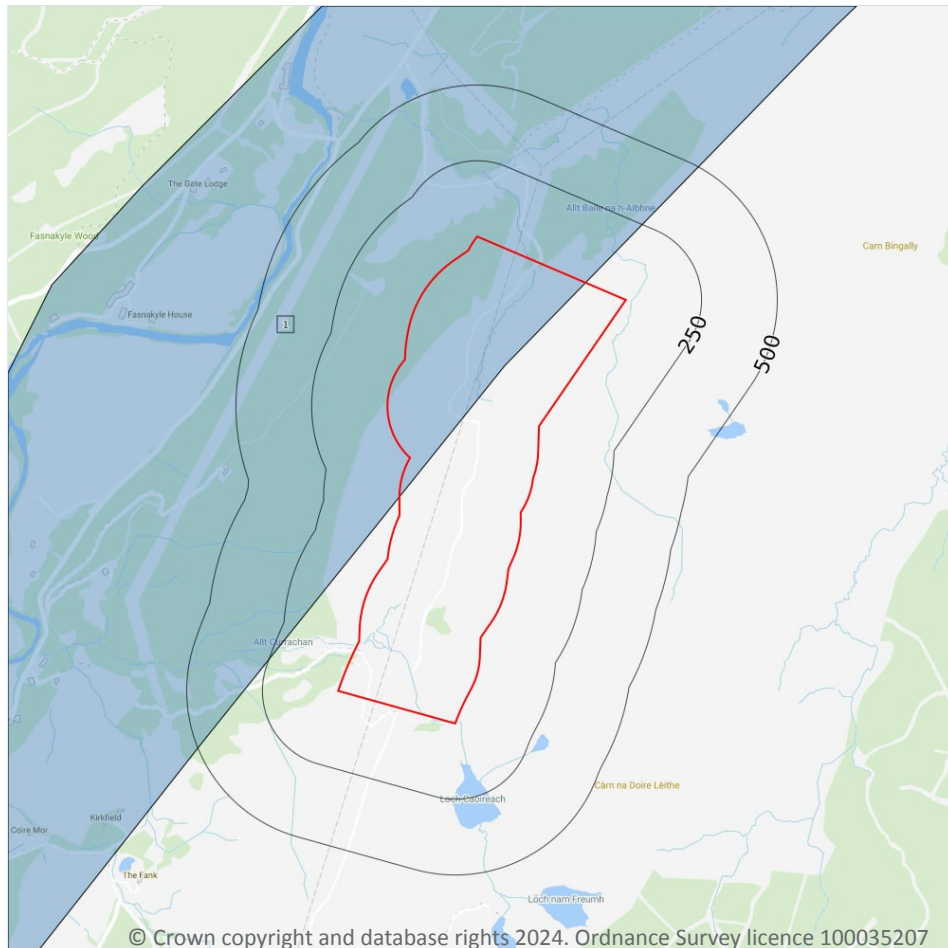 The Gate Lodge
Allt Baile na h-Aibhne
Fasnakyle Wood
Carn Bingally
Fasnakyle House
1
250
500
Allt Currachan
Càrn na Doire Lèithe
Loch Caoireach
Kirkfield
Coire Mor
The Fank
Loch nam Freumh
© Crown copyright and database rights 2024. Ordnance Survey licence 100035207